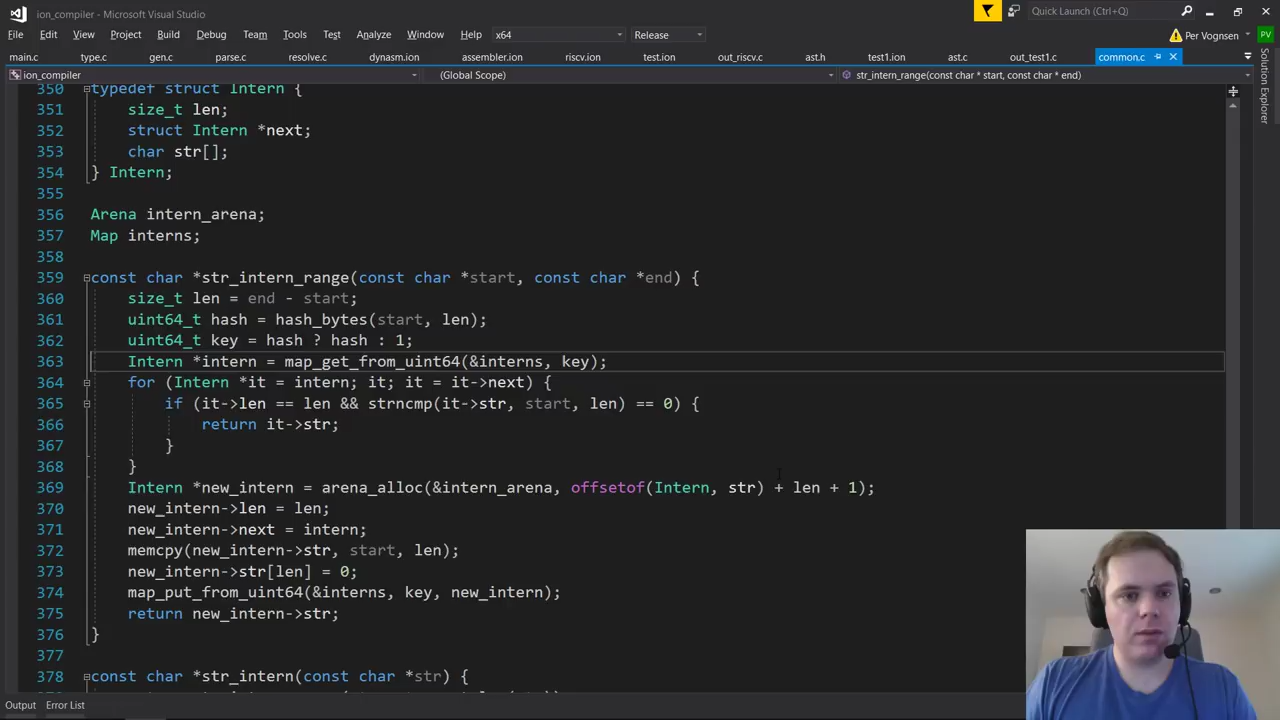 ion_compiler - Microsoft Visual Studio
Quick Launch (Ctrl+Q)
File Edit View Project Build Debug Team Tools Test Analyze Window Help x64 Release Per Vognsen PV
main.c type.c gen.c parse.c resolve.c dynasm.ion assembler.ion riscv.ion test.ion out_riscv.c ast.h test1.ion ast.c out_test1.c common.c
ion_compiler (Global Scope) str_intern_range(const char * start, const char * end)
Solution Explorer
350 typedef struct Intern {
351 size_t len;
352 struct Intern *next;
353 char str[];
354 } Intern;
355
356 Arena intern_arena;
357 Map interns;
358
359 const char *str_intern_range(const char *start, const char *end) {
360 size_t len = end - start;
361 uint64_t hash = hash_bytes(start, len);
362 uint64_t key = hash ? hash : 1;
363 Intern *intern = map_get_from_uint64(&interns, key);
364 for (Intern *it = intern; it; it = it->next) {
365 if (it->len == len && strncmp(it->str, start, len) == 0) {
366 return it->str;
367 }
368 }
369 Intern *new_intern = arena_alloc(&intern_arena, offsetof(Intern, str) + len + 1);
370 new_intern->len = len;
371 new_intern->next = intern;
372 memcpy(new_intern->str, start, len);
373 new_intern->str[len] = 0;
374 map_put_from_uint64(&interns, key, new_intern);
375 return new_intern->str;
376 }
377
378 const char *str_intern(const char *str) {
Output Error List